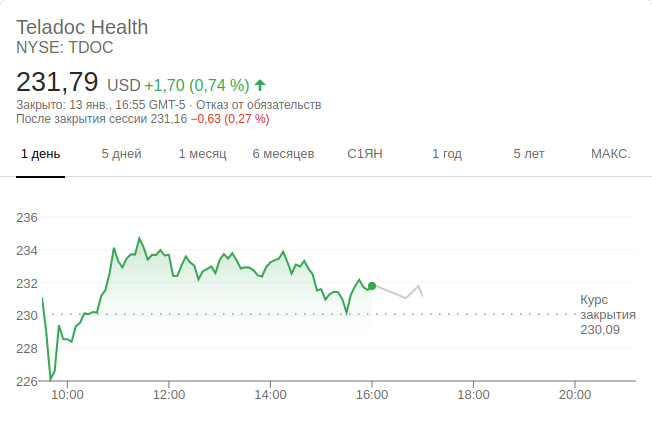 Teladoc Health
NYSE: TDOC
231,79 USD +1,70 (0,74 %)
Закрыто: 13 янв., 16:55 GMT-5 · Отказ от обязательств
После закрытия сессии 231,16 −0,63 (0,27 %)
1 день 5 дней 1 месяц 6 месяцев С1ЯН 1 год 5 лет МАКС.
236
234
232
230
228
226
Курс
закрытия
230,09
10:00 12:00 14:00 16:00 18:00 20:00